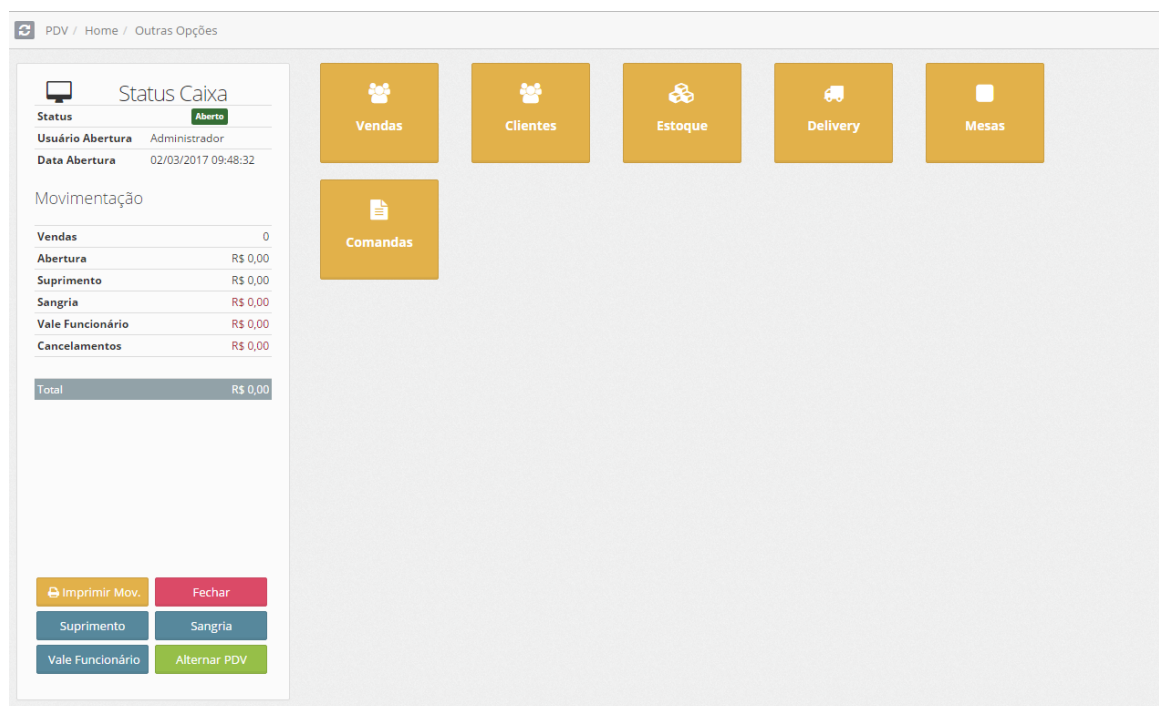 PDV / Home / Outras Opções
Status Caixa
Status Aberto
Usuário Abertura Administrador
Data Abertura 02/03/2017 09:48:32
Movimentação
Vendas 0
Abertura R$ 0,00
Suprimento R$ 0,00
Sangria R$ 0,00
Vale Funcionário R$ 0,00
Cancelamentos R$ 0,00
Total R$ 0,00
Imprimir Mov. Fechar
Suprimento Sangria
Vale Funcionário Alternar PDV
Vendas Clientes Estoque Delivery Mesas
Comandas